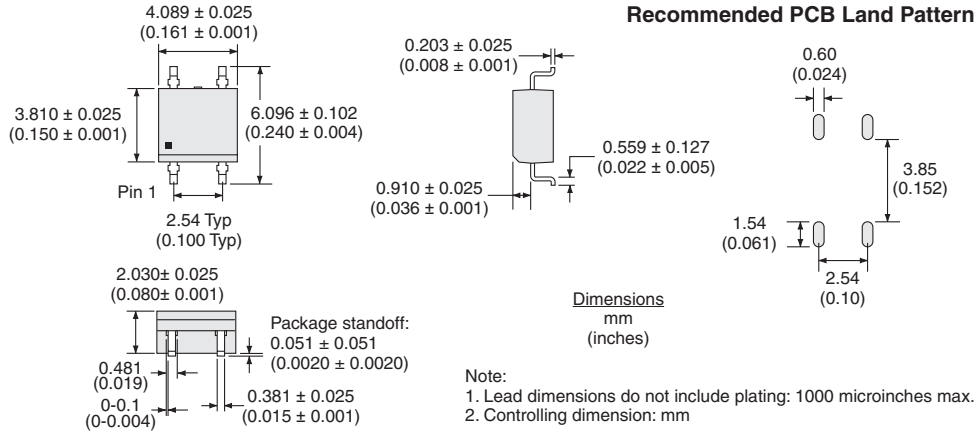 4.089 ± 0.025
(0.161 ± 0.001)
3.810 ± 0.025
(0.150 ± 0.001)
6.096 ± 0.102
(0.240 ± 0.004)
Pin 1
2.54 Typ
(0.100 Typ)
0.203 ± 0.025
(0.008 ± 0.001)
0.559 ± 0.127
(0.022 ± 0.005)
0.910 ± 0.025
(0.036 ± 0.001)
Recommended PCB Land Pattern
0.60
(0.024)
3.85
(0.152)
1.54
(0.061)
2.54
(0.10)
2.030± 0.025
(0.080± 0.001)
Package standoff:
0.051 ± 0.051
(0.0020 ± 0.0020)
0.481
(0.019)
0-0.1
(0-0.004)
0.381 ± 0.025
(0.015 ± 0.001)
Dimensions
mm
(inches)
Note:
1. Lead dimensions do not include plating: 1000 microinches max.
2. Controlling dimension: mm